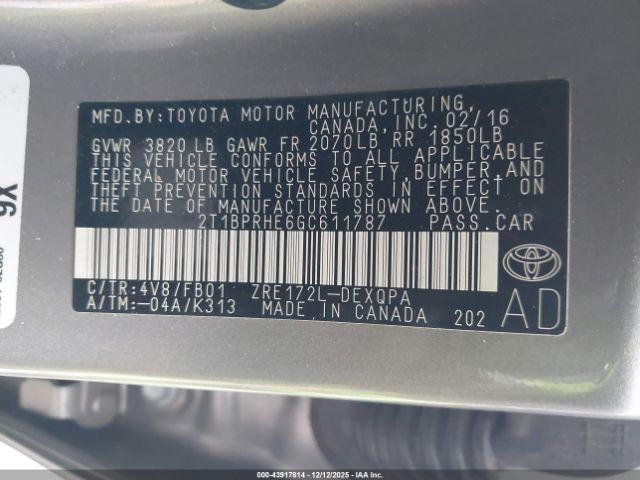 MFD.BY:TOYOTA MOTOR MANUFACTURING,
CANADA,INC. 02/16
GVWR 3820 LB GAWR FR 2070LB RR 1850LB
THIS VEHICLE CONFORMS TO ALL APPLICABLE
FEDERAL MOTOR VEHICLE SAFETY,BUMPER,AND
THEFT PREVENTION STANDARDS IN EFFECT ON
THE DATE OF MANUFACTURE SHOWN ABOVE.
2T1BPRHE6GC611787 PASS.CAR
C/TR:4V8/FB01 ZRE172L-DEXQPA
A/TM:-04A/K313 MADE IN CANADA 202
AD
9X
000-43917814 - 12/12/2025 - IAA Inc.